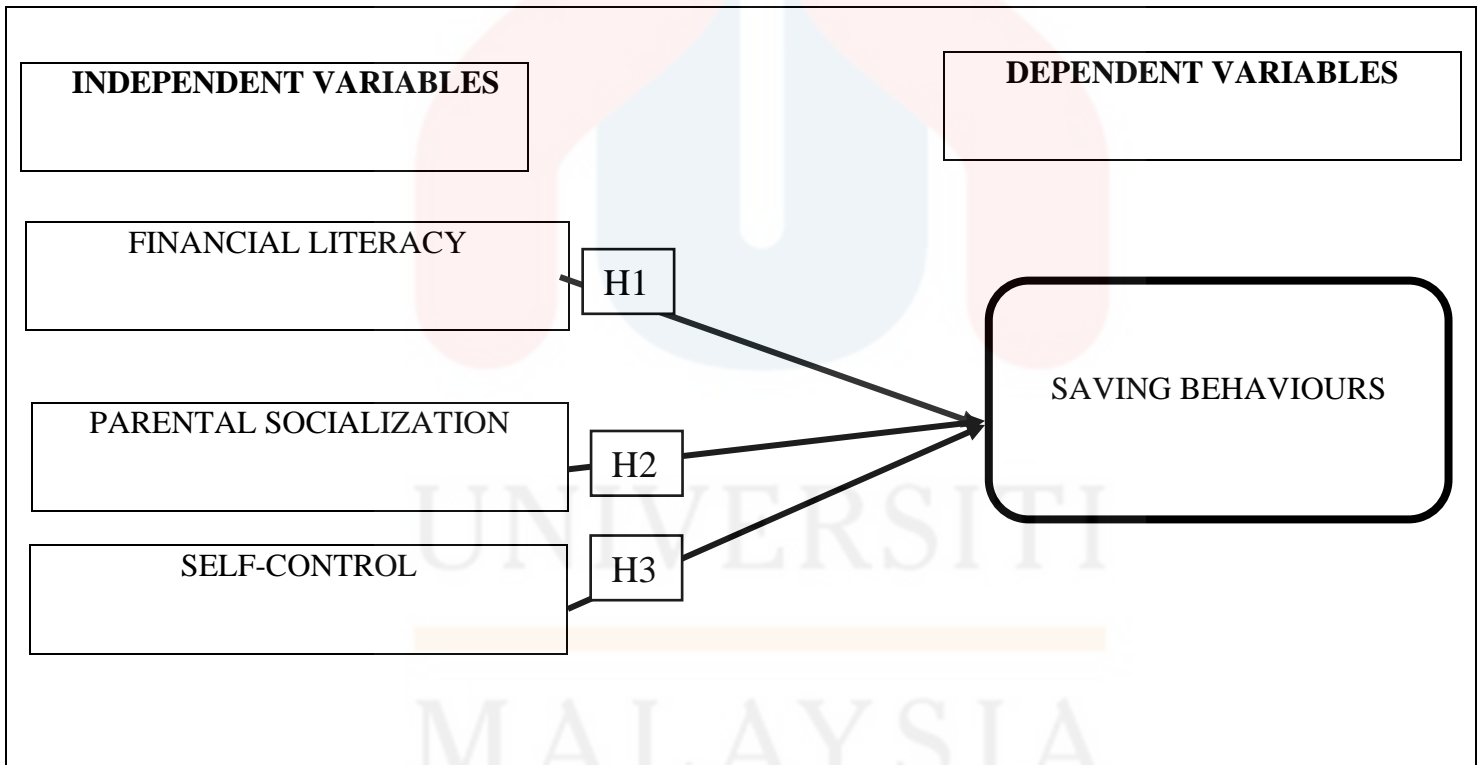 INDEPENDENT VARIABLES
DEPENDENT VARIABLES
FINANCIAL LITERACY
H1
SAVING BEHAVIOURS
PARENTAL SOCIALIZATION
H2
SELF-CONTROL
H3
UNIVERSITI
MALAYSIA